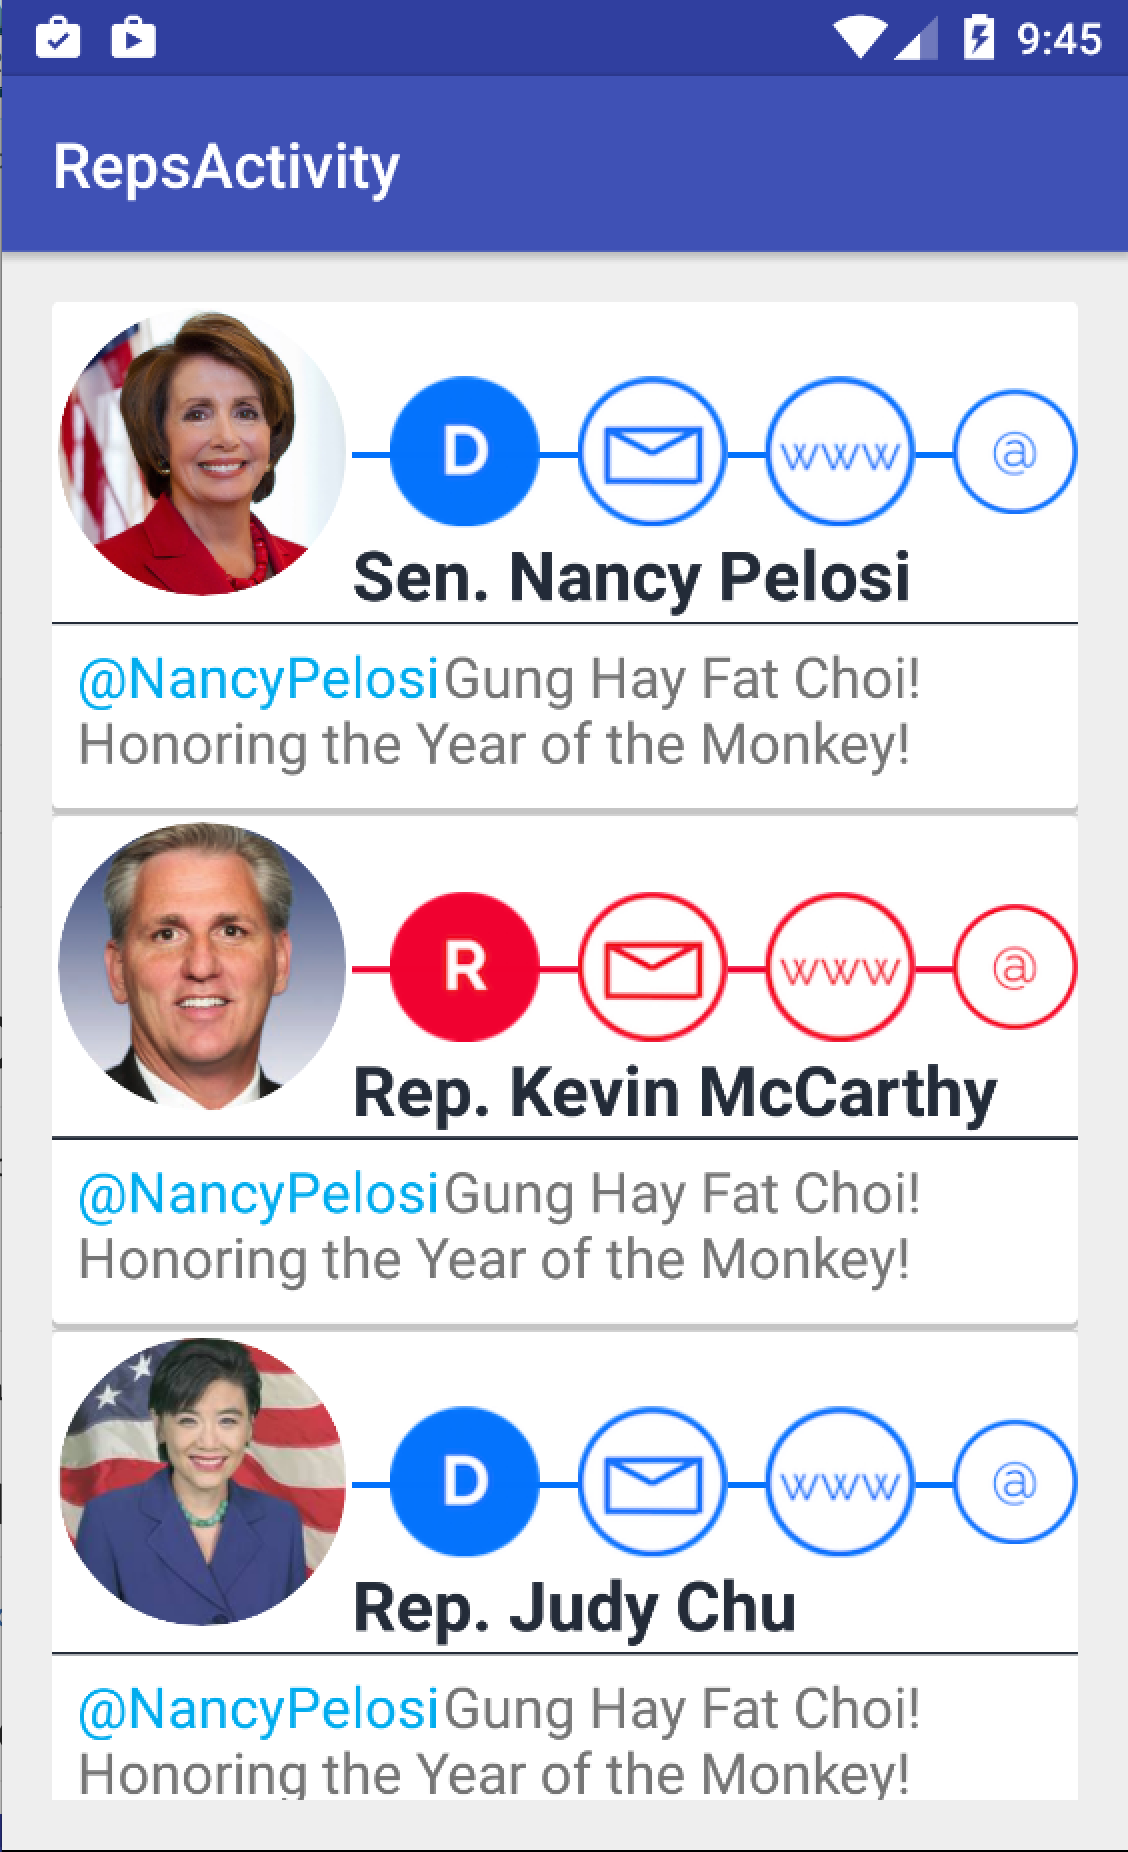 9:45
RepsActivity
D www @
Sen. Nancy Pelosi
@NancyPelosiGung Hay Fat Choi!
Honoring the Year of the Monkey!
R www @
Rep. Kevin McCarthy
@NancyPelosiGung Hay Fat Choi!
Honoring the Year of the Monkey!
D www @
Rep. Judy Chu
@NancyPelosiGung Hay Fat Choi!
Honoring the Year of the Monkey!